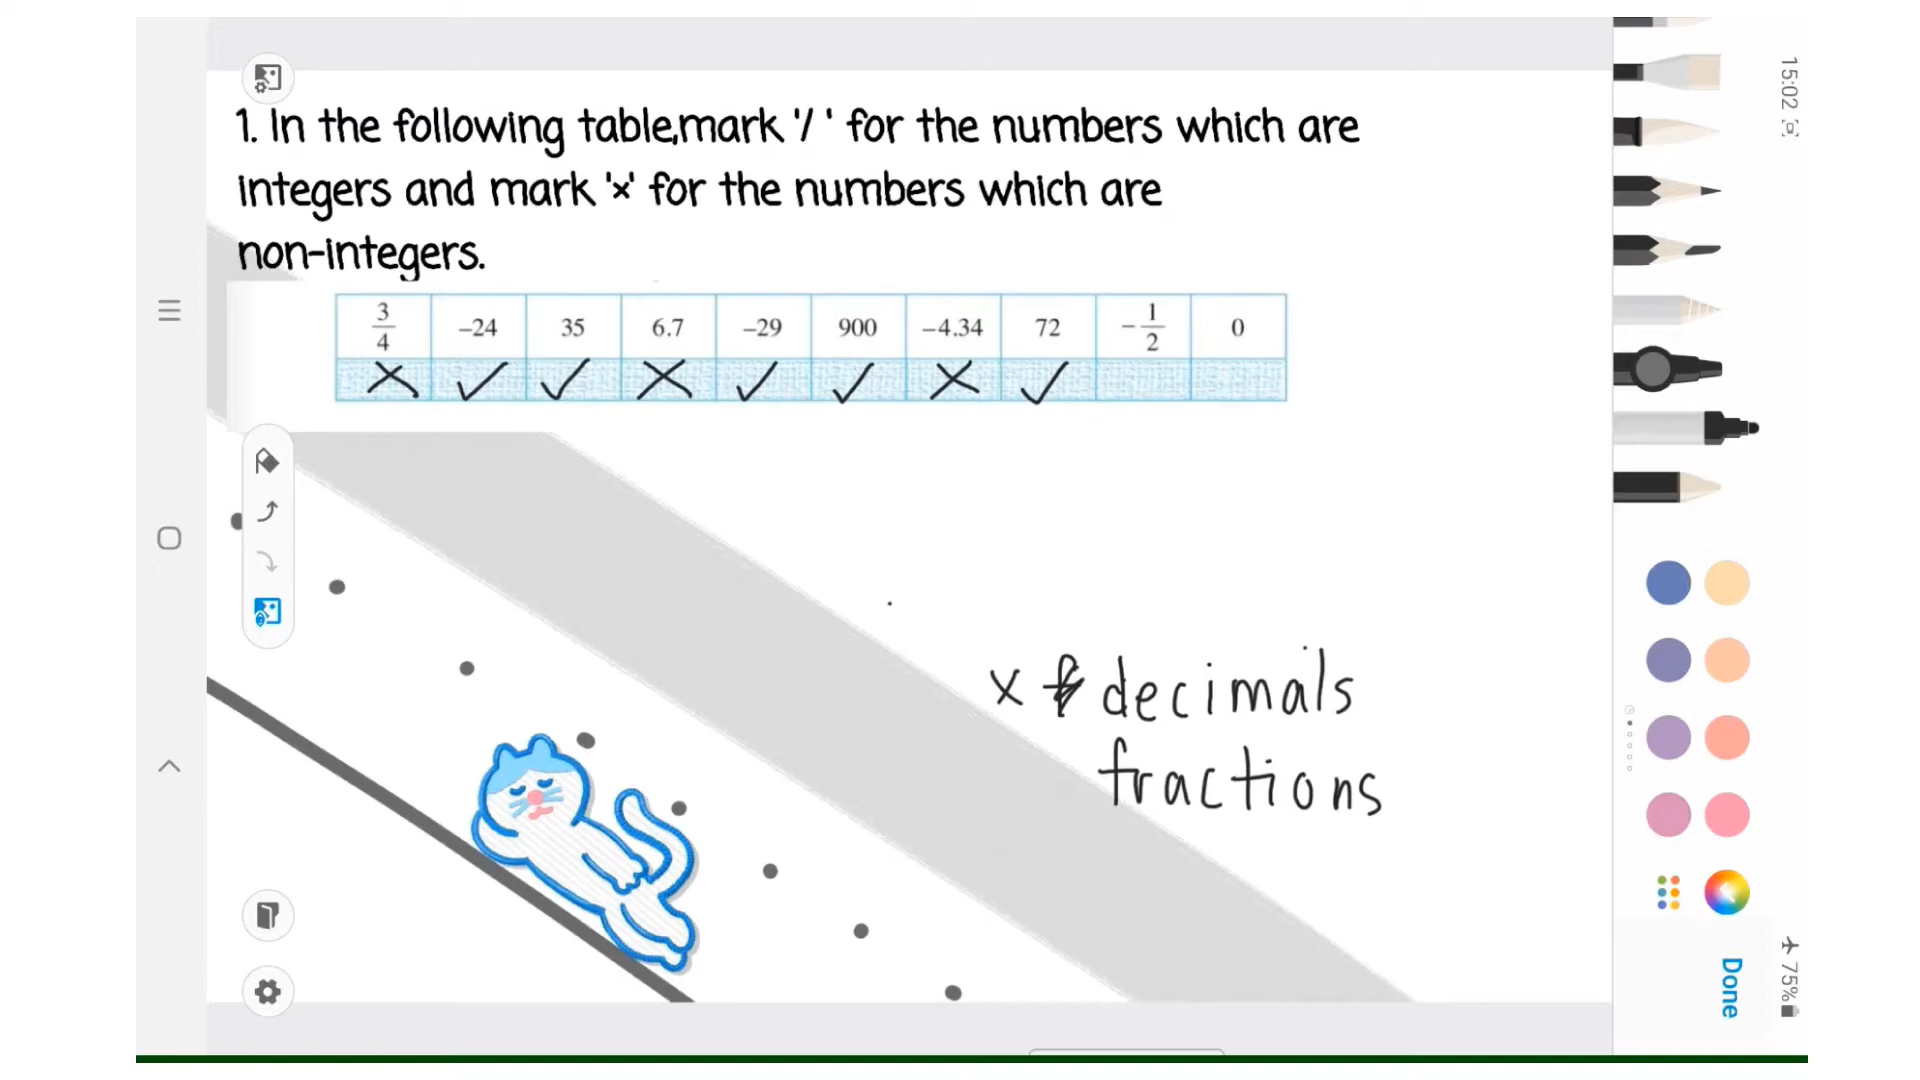 1. In the following table,mark '/ ' for the numbers which are
integers and mark 'x' for the numbers which are
non-integers.
3/4 –24 35 6.7 –29 900 –4.34 72 –1/2 0
× ✓ ✓ × ✓ ✓ × ✓
x decimals
fractions
15:02
75%
Done